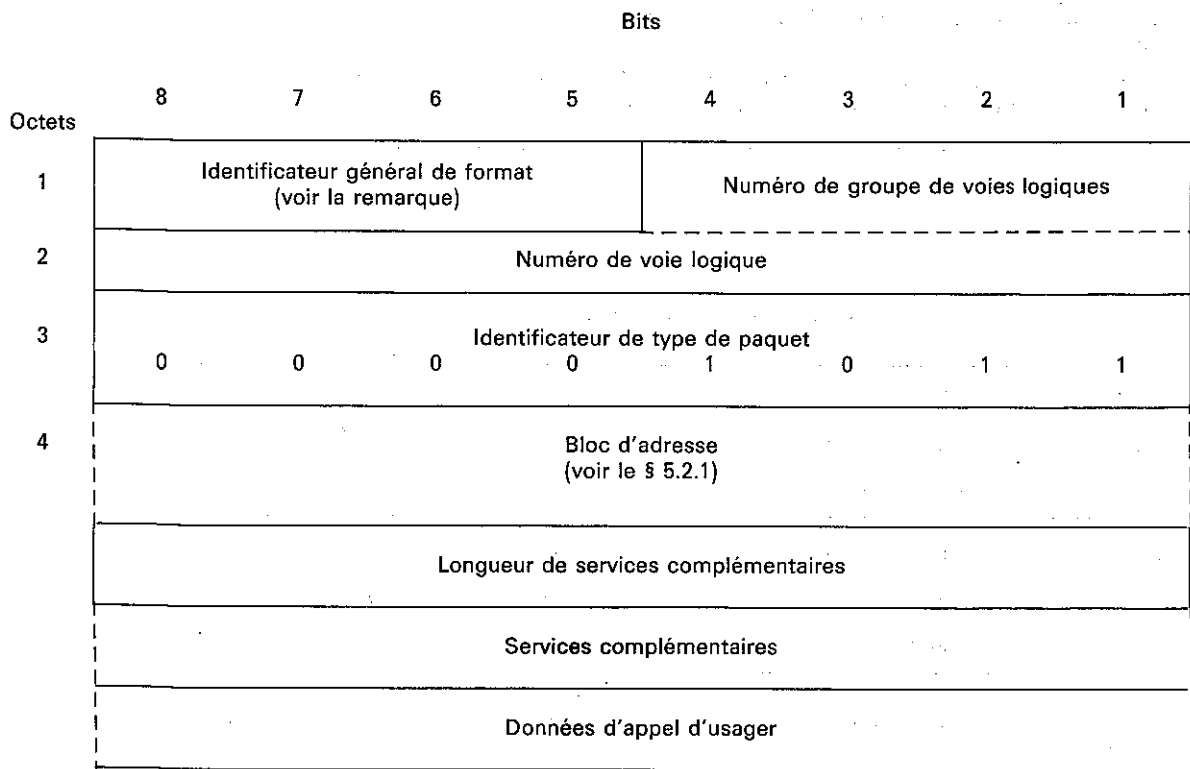 Bits
8 7 6 5 4 3 2 1
Octets
1
Identificateur général de format
(voir la remarque)
Numéro de groupe de voies logiques
2
Numéro de voie logique
3
Identificateur de type de paquet
0 0 0 0 1 0 1 1
4
Bloc d'adresse
(voir le § 5.2.1)
Longueur de services complémentaires
Services complémentaires
Données d'appel d'usager